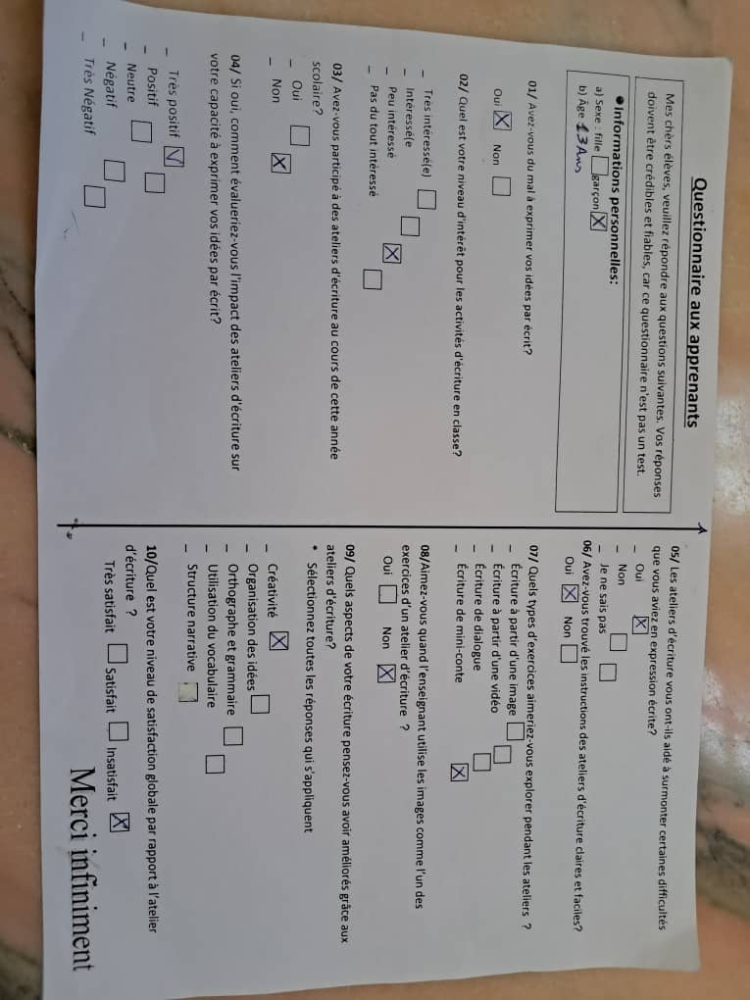 Questionnaire aux apprenants
Mes chèrs élèves, veuillez répondre aux questions suivantes. Vos réponses
doivent être crédibles et fiables, car ce questionnaire n'est pas un test.
●Informations personnelles:
a) Sexe : fille ☐ garçon ☒
b) Âge 13 Ans
01/ Avez-vous du mal à exprimer vos idées par écrit?
Oui ☒ Non ☐
02/ Quel est votre niveau d'intérêt pour les activités d'écriture en classe?
– Très intéressé(e) ☐
– Intéressé(e ☐
– Peu intéressé ☒
– Pas du tout intéressé ☐
03/ Avez-vous participé à des ateliers d'écriture au cours de cette année
scolaire?
– Oui ☐
– Non ☒
04/ Si oui, comment évalueriez-vous l'impact des ateliers d'écriture sur
votre capacité à exprimer vos idées par écrit?
– Très positif ☑
– Positif ☐
– Neutre ☐
– Négatif ☐
– Très Négatif ☐
05/ Les ateliers d'écriture vous ont-ils aidé à surmonter certaines difficultés
que vous aviez en expression écrite?
– Oui ☒
– Non ☐
– Je ne sais pas ☐
06/ Avez-vous trouvé les instructions des ateliers d'écriture claires et faciles?
Oui ☒ Non ☐
07/ Quels types d'exercices aimeriez-vous explorer pendant les ateliers ?
– Écriture à partir d'une image ☐
– Écriture à partir d'une vidéo ☐
– Écriture de dialogue ☐
– Écriture de mini-conte ☒
08/Aimez-vous quand l'enseignant utilise les images comme l'un des
exercices d'un atelier d'écriture ?
Oui ☐ Non ☒
09/ Quels aspects de votre écriture pensez-vous avoir améliorés grâce aux
ateliers d'écriture?
• Sélectionnez toutes les réponses qui s'appliquent
– Créativité ☒
– Organisation des idées ☐
– Orthographe et grammaire ☐
– Utilisation du vocabulaire ☐
– Structure narrative ☐
10/Quel est votre niveau de satisfaction globale par rapport à l'atelier
d'écriture ?
Très satisfait ☐ Satisfait ☐ Insatisfait ☒
Merci infiniment